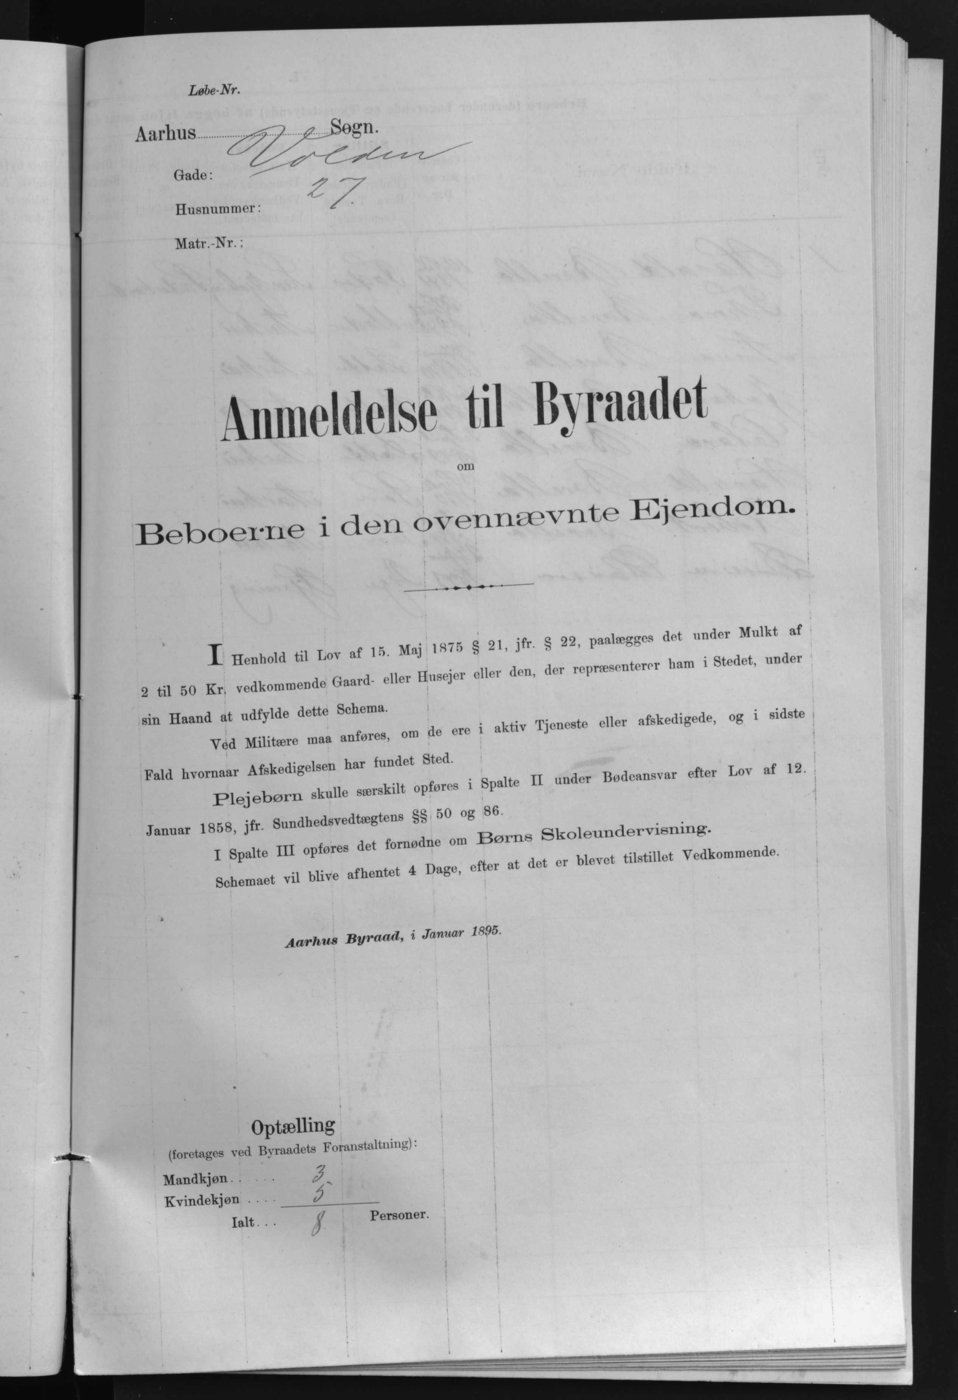 Løbe-Nr.
Aarhus Sogn.
Gade: Volden
Husnummer: 27.
Matr.-Nr.:
Anmeldelse til Byraadet
om
Beboerne i den ovennævnte Ejendom.
I Henhold til Lov af 15. Maj 1875 § 21, jfr. § 22, paalægges det under Mulkt af
2 til 50 Kr. vedkommende Gaard- eller Husejer eller den, der repræsenterer ham i Stedet, under
sin Haand at udfylde dette Schema.
Ved Militære maa anføres, om de ere i aktiv Tjeneste eller afskedigede, og i sidste
Fald hvornaar Afskedigelsen har fundet Sted.
Plejebørn skulle særskilt opføres i Spalte II under Bødeansvar efter Lov af 12.
Januar 1858, jfr. Sundhedsvedtægtens §§ 50 og 86.
I Spalte III opføres det fornødne om Børns Skoleundervisning.
Schemaet vil blive afhentet 4 Dage, efter at det er blevet tilstillet Vedkommende.
Aarhus Byraad, i Januar 1895.
Optælling
(foretages ved Byraadets Foranstaltning):
Mandkjøn..... 3
Kvindekjøn .... 5
Ialt... 8 Personer.